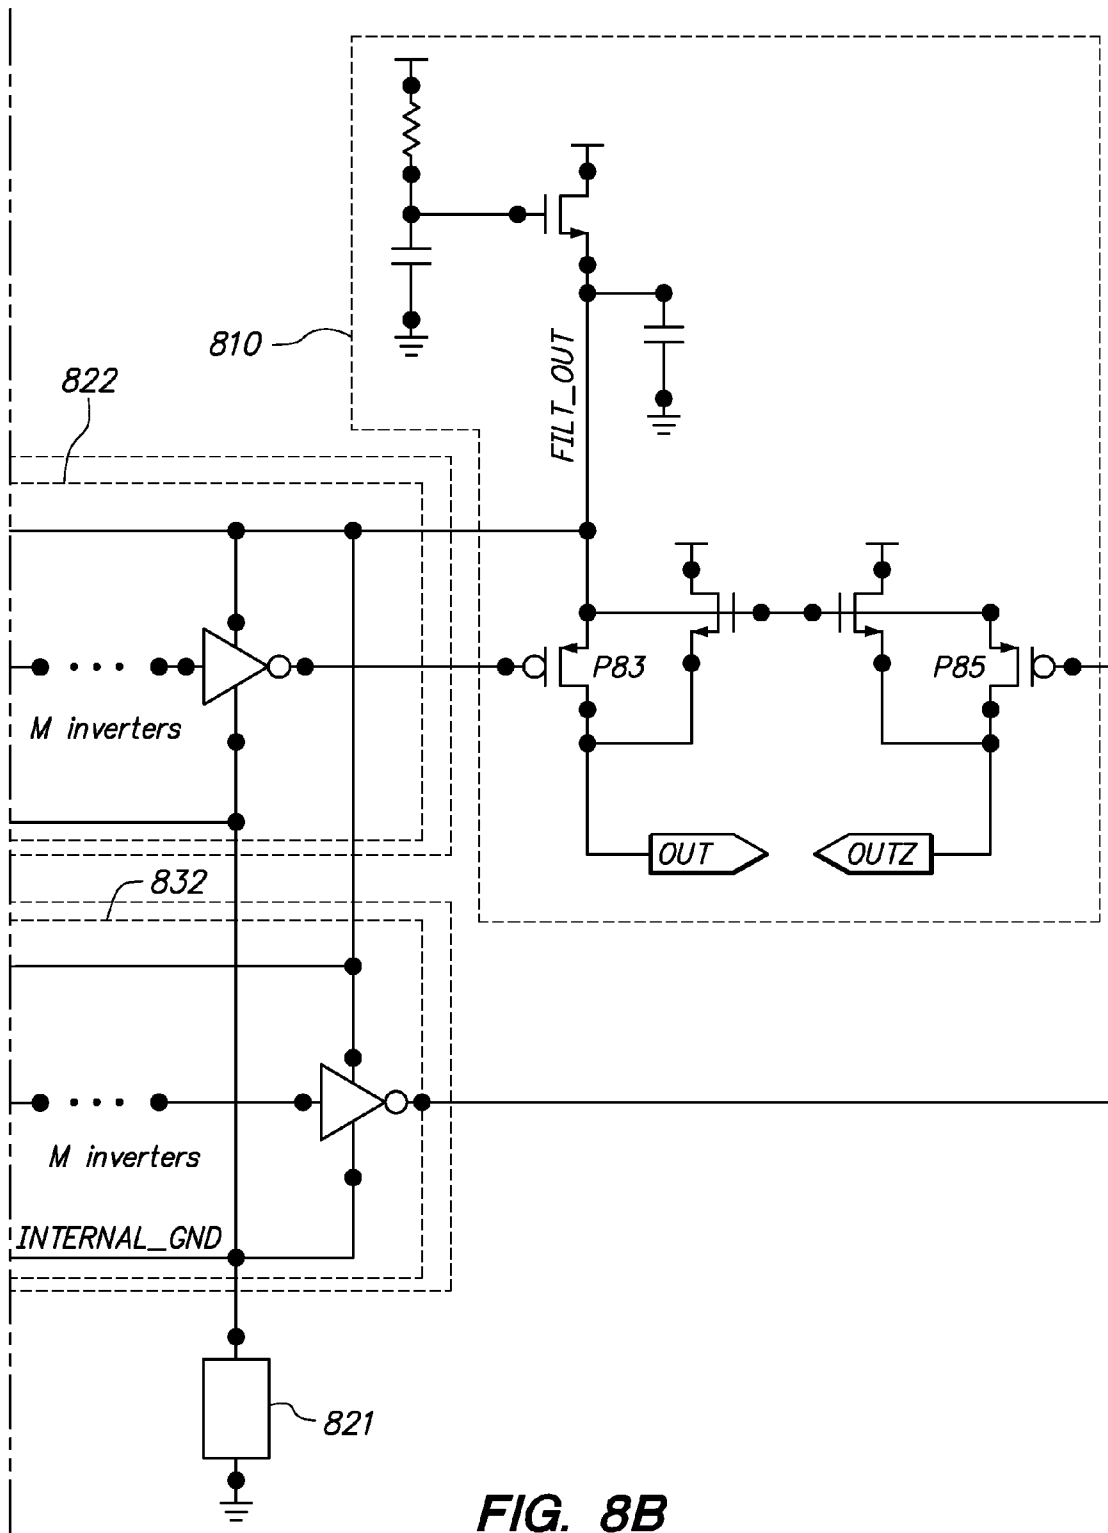 810
FILT_OUT
822
P83
P85
M inverters
OUT
OUTZ
832
M inverters
INTERNAL_GND
821
FIG. 8B